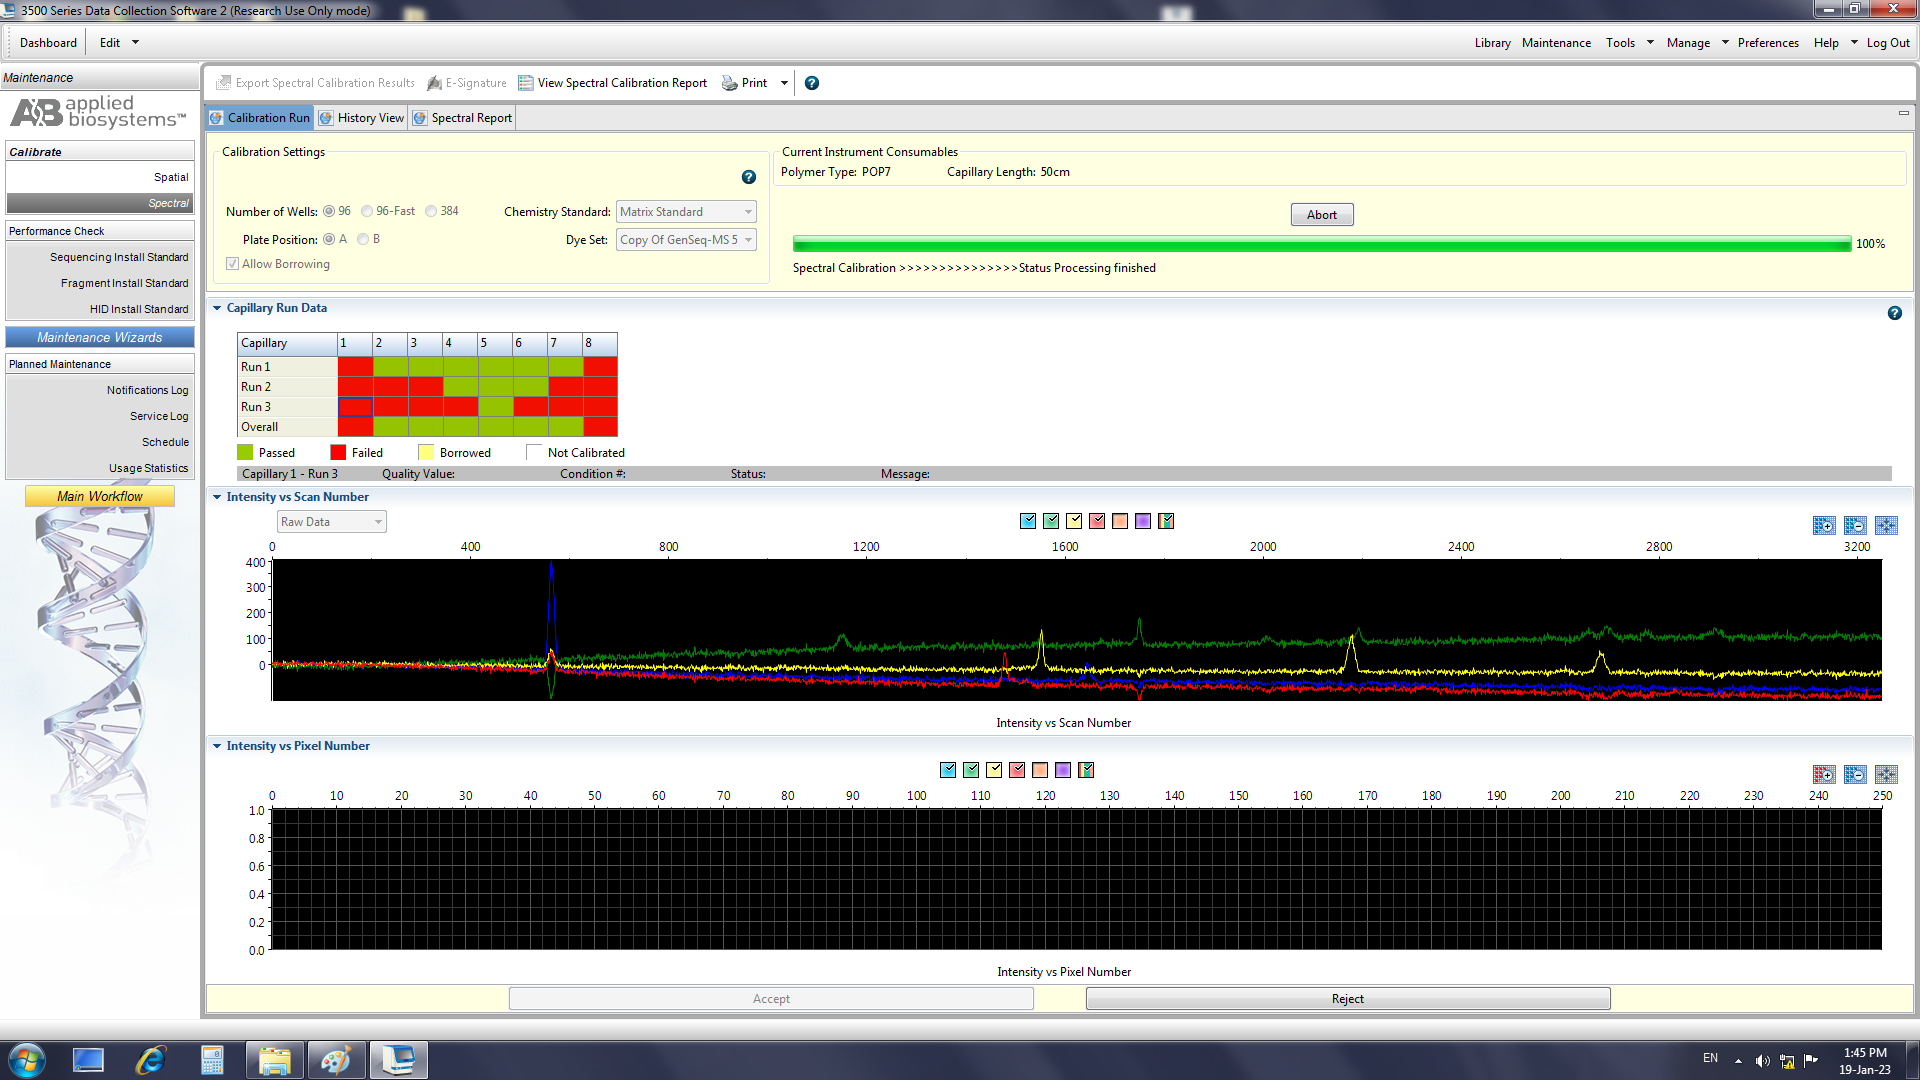 3500 Series Data Collection Software 2 (Research Use Only mode)
Dashboard Edit Library Maintenance Tools Manage Preferences Help Log Out
Maintenance
AB applied biosystems™
Calibrate
Spatial
Spectral
Performance Check
Sequencing Install Standard
Fragment Install Standard
HID Install Standard
Maintenance Wizards
Planned Maintenance
Notifications Log
Service Log
Schedule
Usage Statistics
Main Workflow
Export Spectral Calibration Results E-Signature View Spectral Calibration Report Print ?
Calibration Run History View Spectral Report
Calibration Settings
?
Number of Wells: 96 96-Fast 384 Chemistry Standard: Matrix Standard
Plate Position: A B Dye Set: Copy Of GenSeq-MS 5
Allow Borrowing
Current Instrument Consumables
Polymer Type: POP7 Capillary Length: 50cm
Abort
100%
Spectral Calibration >>>>>>>>>>>>>>>Status Processing finished
Capillary Run Data ?
Capillary 1 2 3 4 5 6 7 8
Run 1
Run 2
Run 3
Overall
Passed Failed Borrowed Not Calibrated
Capillary 1 - Run 3 Quality Value: Condition #: Status: Message:
Intensity vs Scan Number
Raw Data
0 400 800 1200 1600 2000 2400 2800 3200
400
300
200
100
0
Intensity vs Scan Number
Intensity vs Pixel Number
0 10 20 30 40 50 60 70 80 90 100 110 120 130 140 150 160 170 180 190 200 210 220 230 240 250
1.0
0.8
0.6
0.4
0.2
0.0
Intensity vs Pixel Number
Accept Reject
EN 1:45 PM
19-Jan-23